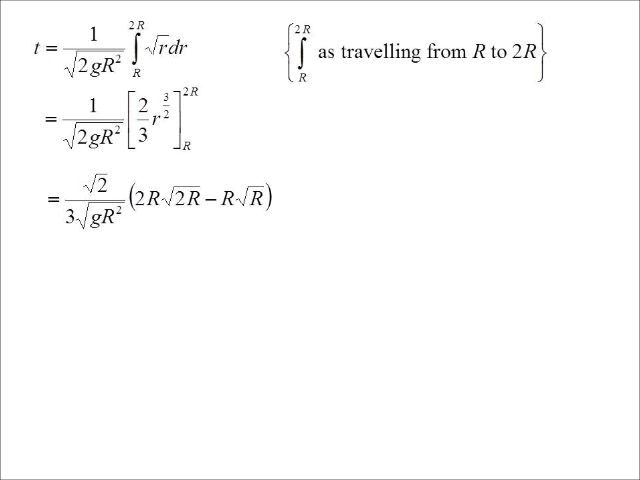 t = 1/√(2gR²) ∫_R^{2R} √r dr {∫_R^{2R} as travelling from R to 2R}
= 1/√(2gR²) [2/3 r^{3/2}]_R^{2R}
= √2/(3√(gR²)) (2R√(2R) − R√R)